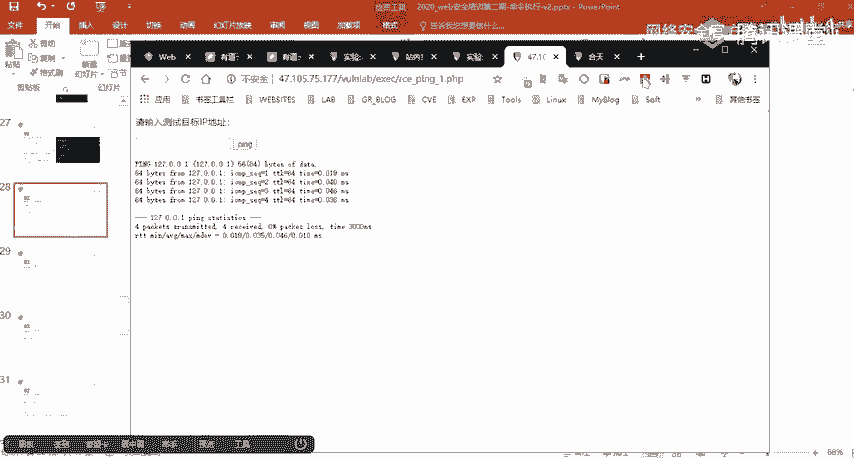 2020_web安全培训第二期-命令执行-v2.pptx - PowerPoint
网络安全
腾讯课堂
文件 开始 插入 设计 切换 动画 幻灯片放映 审阅 视图 加载项 格式 告诉我您想要做什么...
剪切
复制
格式刷
粘贴
新建
幻灯片
剪贴板
幻灯片
Web
有道
有道
实验
站内
实验
47.10
合天
不安全 47.105.75.177/vulnlab/exec/rce_ping_1.php
应用 书签工具栏 WEBSITES LAB GR_BLOG CVE EXP Tools Linux MyBlog Soft 其他书签
请输入测试目标IP地址:
ping
PING 127.0.0.1 (127.0.0.1) 56(84) bytes of data.
64 bytes from 127.0.0.1: icmp_seq=1 ttl=64 time=0.019 ms
64 bytes from 127.0.0.1: icmp_seq=2 ttl=64 time=0.040 ms
64 bytes from 127.0.0.1: icmp_seq=3 ttl=64 time=0.046 ms
64 bytes from 127.0.0.1: icmp_seq=4 ttl=64 time=0.036 ms
--- 127.0.0.1 ping statistics ---
4 packets transmitted, 4 received, 0% packet loss, time 3000ms
rtt min/avg/max/mdev = 0.019/0.035/0.046/0.010 ms
27
28
29
30
31
工具
68%